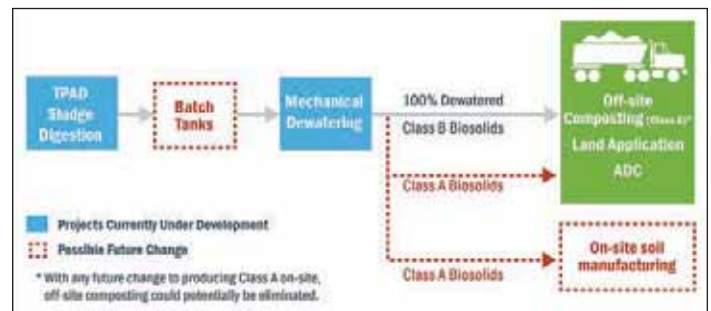 TPAD
Sludge
Digestion
Batch
Tanks
Mechanical
Dewatering
100% Dewatered
Class B Biosolids
Off-site
Composting (Class A)*
Land Application
ADC
Class A Biosolids
On-site soil
manufacturing
Class A Biosolids
Projects Currently Under Development
Possible Future Change
* With any future change to producing Class A on-site,
off-site composting could potentially be eliminated.